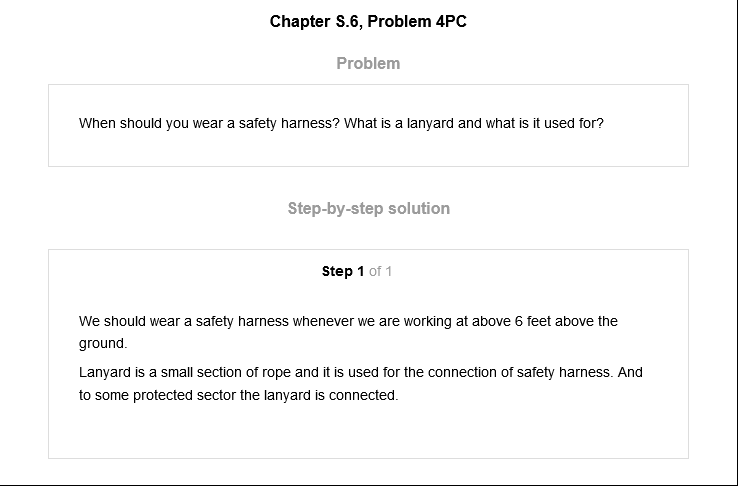 Chapter S.6, Problem 4PC
Problem
When should you wear a safety harness? What is a lanyard and what is it used for?
Step-by-step solution
Step 1 of 1
We should wear a safety harness whenever we are working at above 6 feet above the
ground.
Lanyard is a small section of rope and it is used for the connection of safety harness. And
to some protected sector the lanyard is connected.